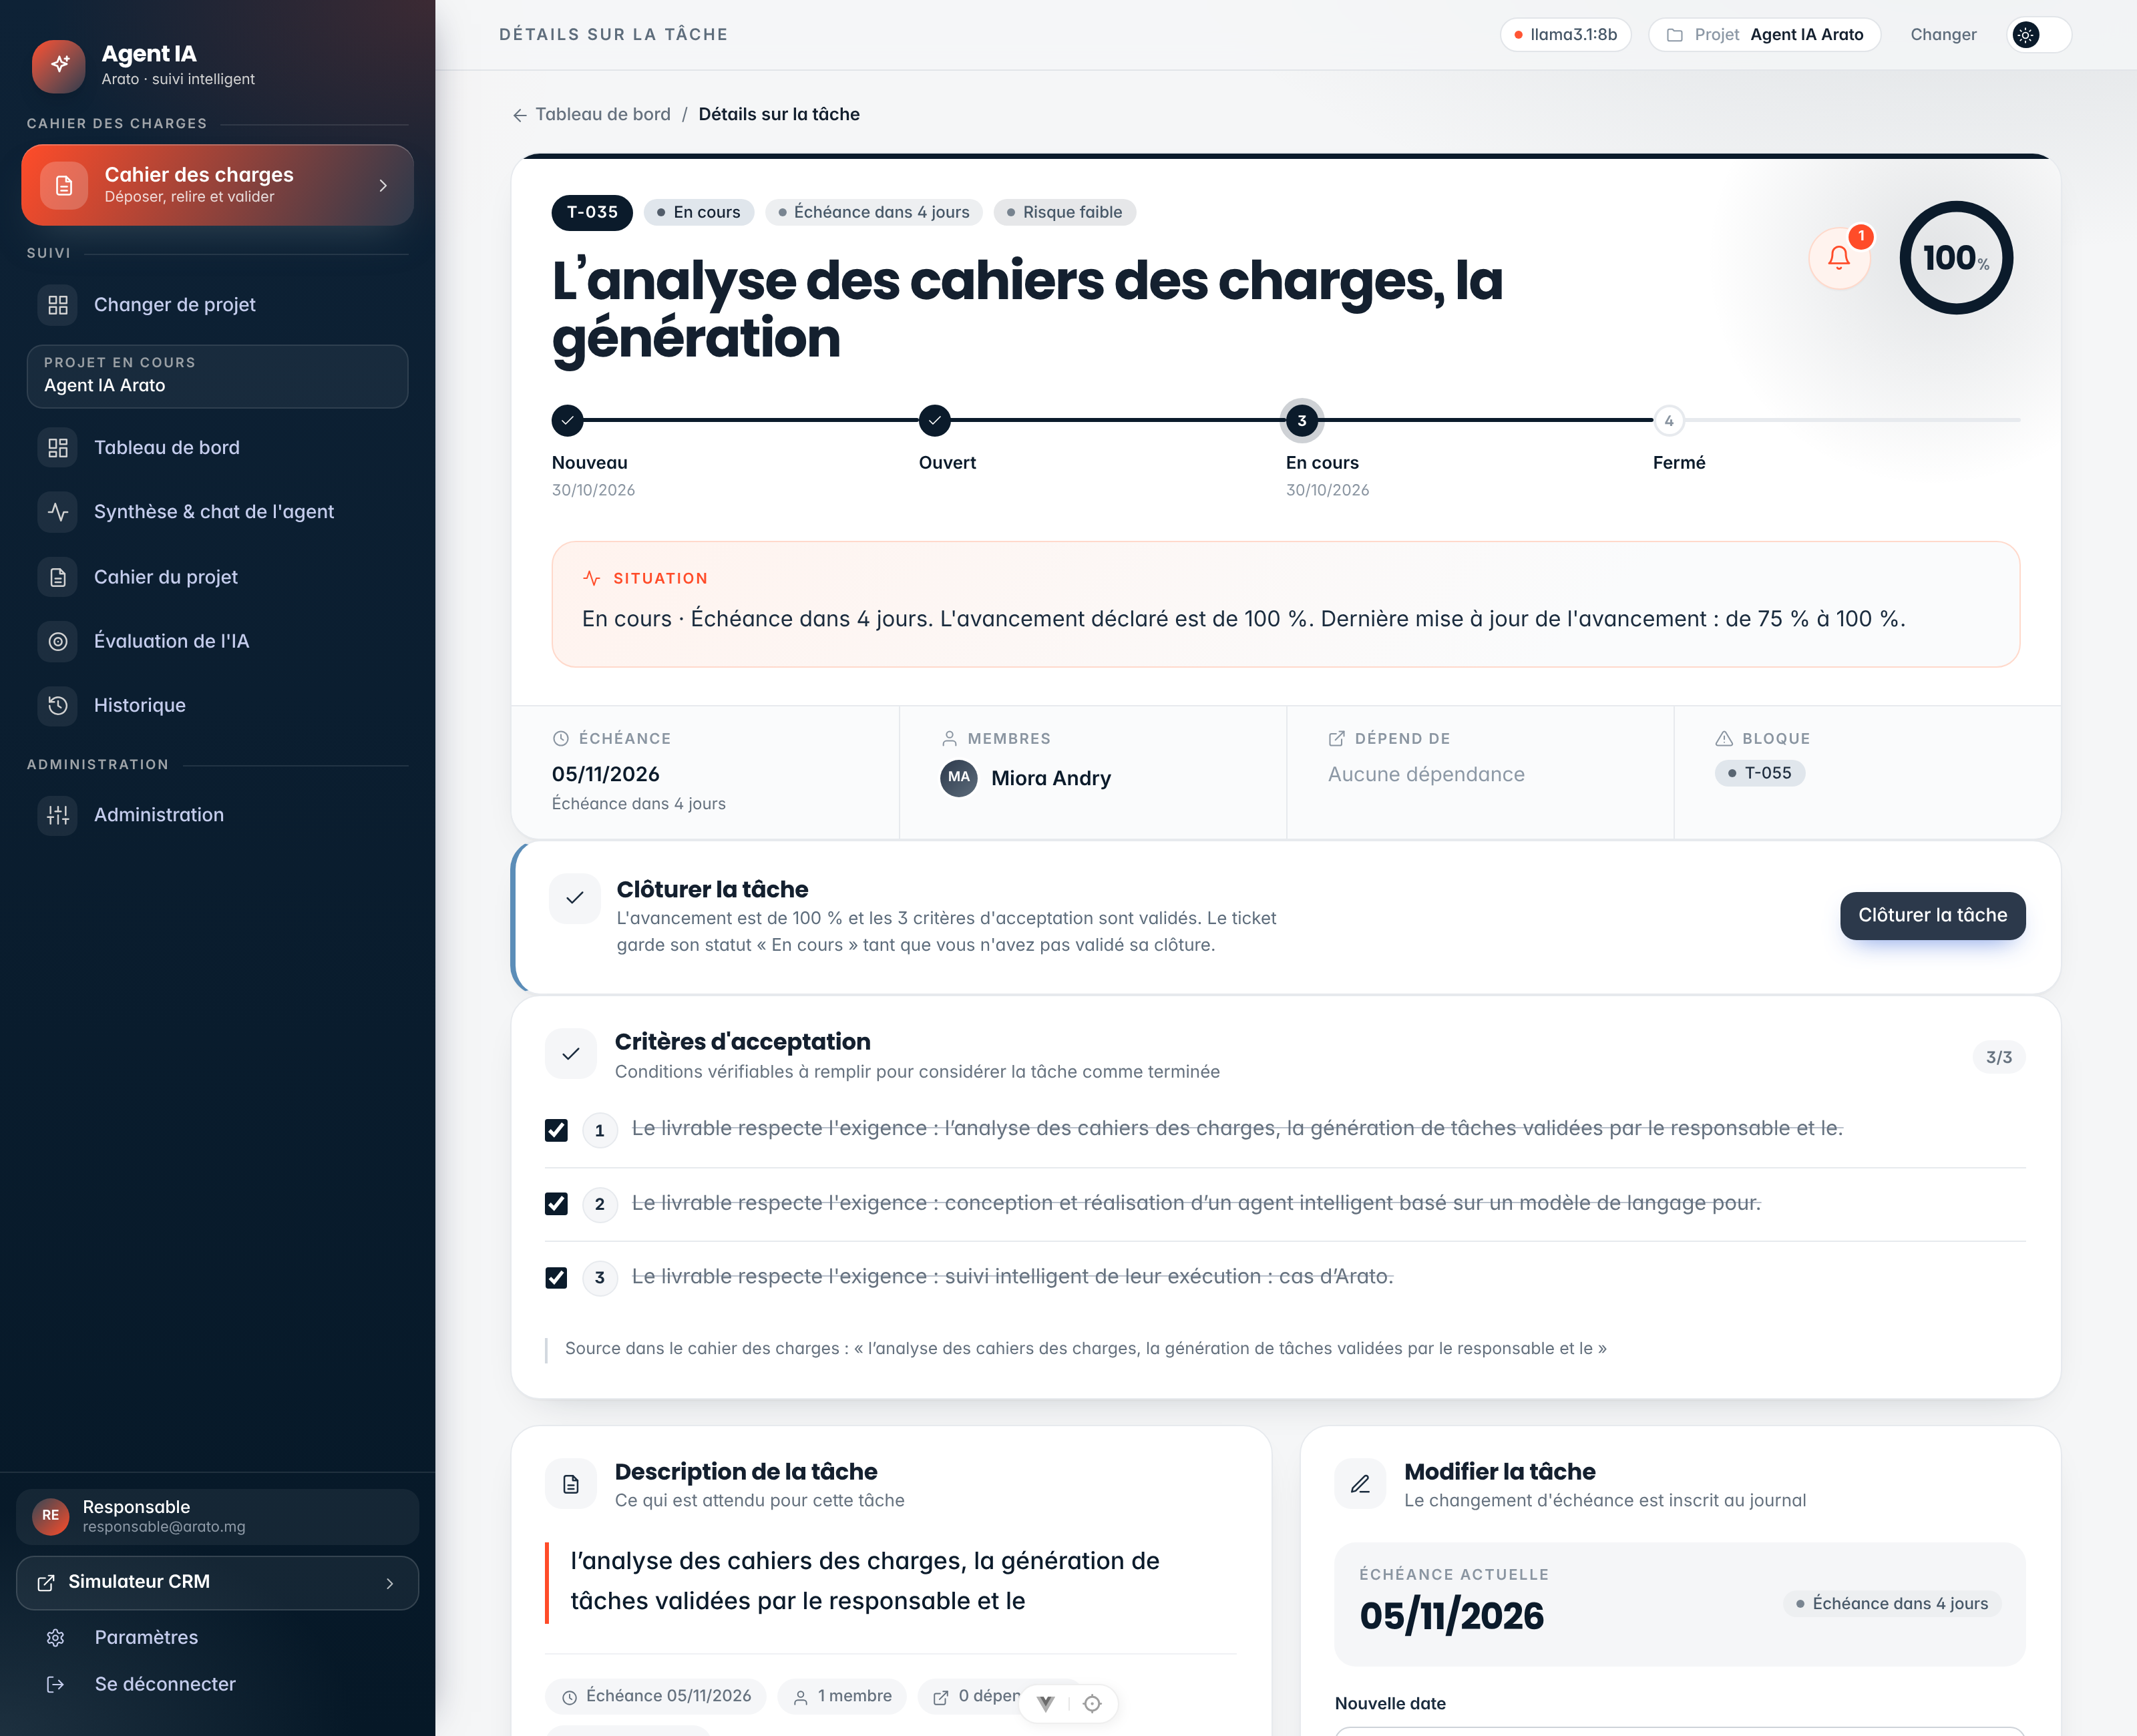 Agent IA
Arato · suivi intelligent
CAHIER DES CHARGES
Cahier des charges
Déposer, relire et valider
SUIVI
Changer de projet
PROJET EN COURS
Agent IA Arato
Tableau de bord
Synthèse & chat de l'agent
Cahier du projet
Évaluation de l'IA
Historique
ADMINISTRATION
Administration
RE
Responsable
responsable@arato.mg
Simulateur CRM
Paramètres
Se déconnecter
DÉTAILS SUR LA TÂCHE
llama3.1:8b
Projet Agent IA Arato
Changer
Tableau de bord / Détails sur la tâche
T-035
En cours
Échéance dans 4 jours
Risque faible
1
100%
L’analyse des cahiers des charges, la
génération
3
4
Nouveau
Ouvert
En cours
Fermé
30/10/2026
30/10/2026
SITUATION
En cours · Échéance dans 4 jours. L'avancement déclaré est de 100 %. Dernière mise à jour de l'avancement : de 75 % à 100 %.
ÉCHÉANCE
05/11/2026
Échéance dans 4 jours
MEMBRES
MA
Miora Andry
DÉPEND DE
Aucune dépendance
BLOQUE
T-055
Clôturer la tâche
L'avancement est de 100 % et les 3 critères d'acceptation sont validés. Le ticket
garde son statut « En cours » tant que vous n'avez pas validé sa clôture.
Clôturer la tâche
Critères d'acceptation
Conditions vérifiables à remplir pour considérer la tâche comme terminée
3/3
1 Le livrable respecte l'exigence : l’analyse des cahiers des charges, la génération de tâches validées par le responsable et le.
2 Le livrable respecte l'exigence : conception et réalisation d’un agent intelligent basé sur un modèle de langage pour.
3 Le livrable respecte l'exigence : suivi intelligent de leur exécution : cas d’Arato.
Source dans le cahier des charges : « l’analyse des cahiers des charges, la génération de tâches validées par le responsable et le »
Description de la tâche
Ce qui est attendu pour cette tâche
l’analyse des cahiers des charges, la génération de
tâches validées par le responsable et le
Échéance 05/11/2026
1 membre
0
Modifier la tâche
Le changement d'échéance est inscrit au journal
ÉCHÉANCE ACTUELLE
05/11/2026
Échéance dans 4 jours
Nouvelle date